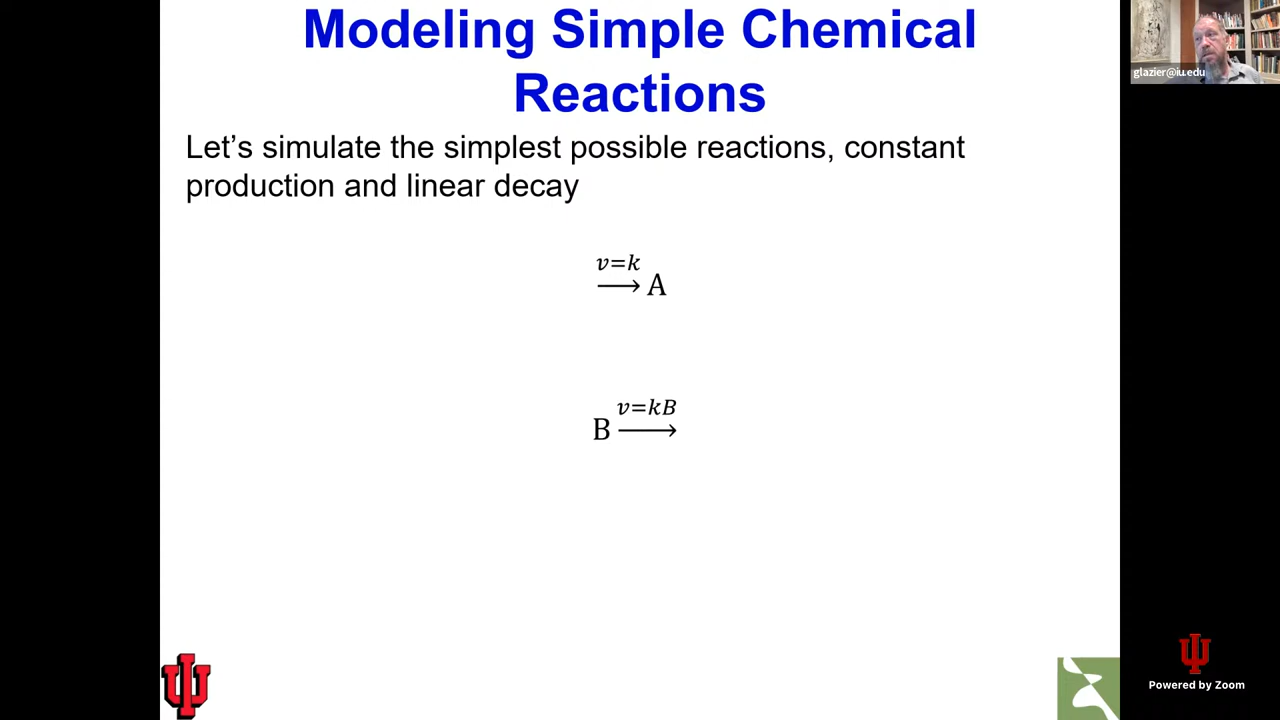 Modeling Simple Chemical
Reactions
glazier@iu.edu
Let’s simulate the simplest possible reactions, constant
production and linear decay
v=k
⟶ A
v=kB
B ⟶
Powered by Zoom